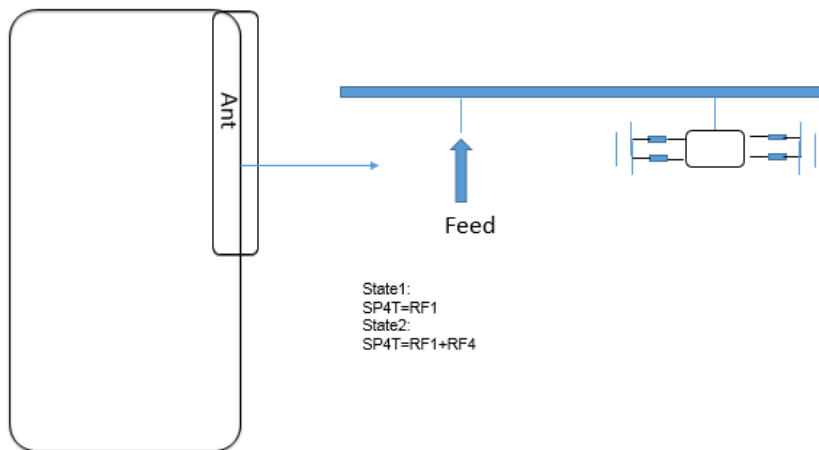 Ant
Feed
State1:
SP4T=RF1
State2:
SP4T=RF1+RF4